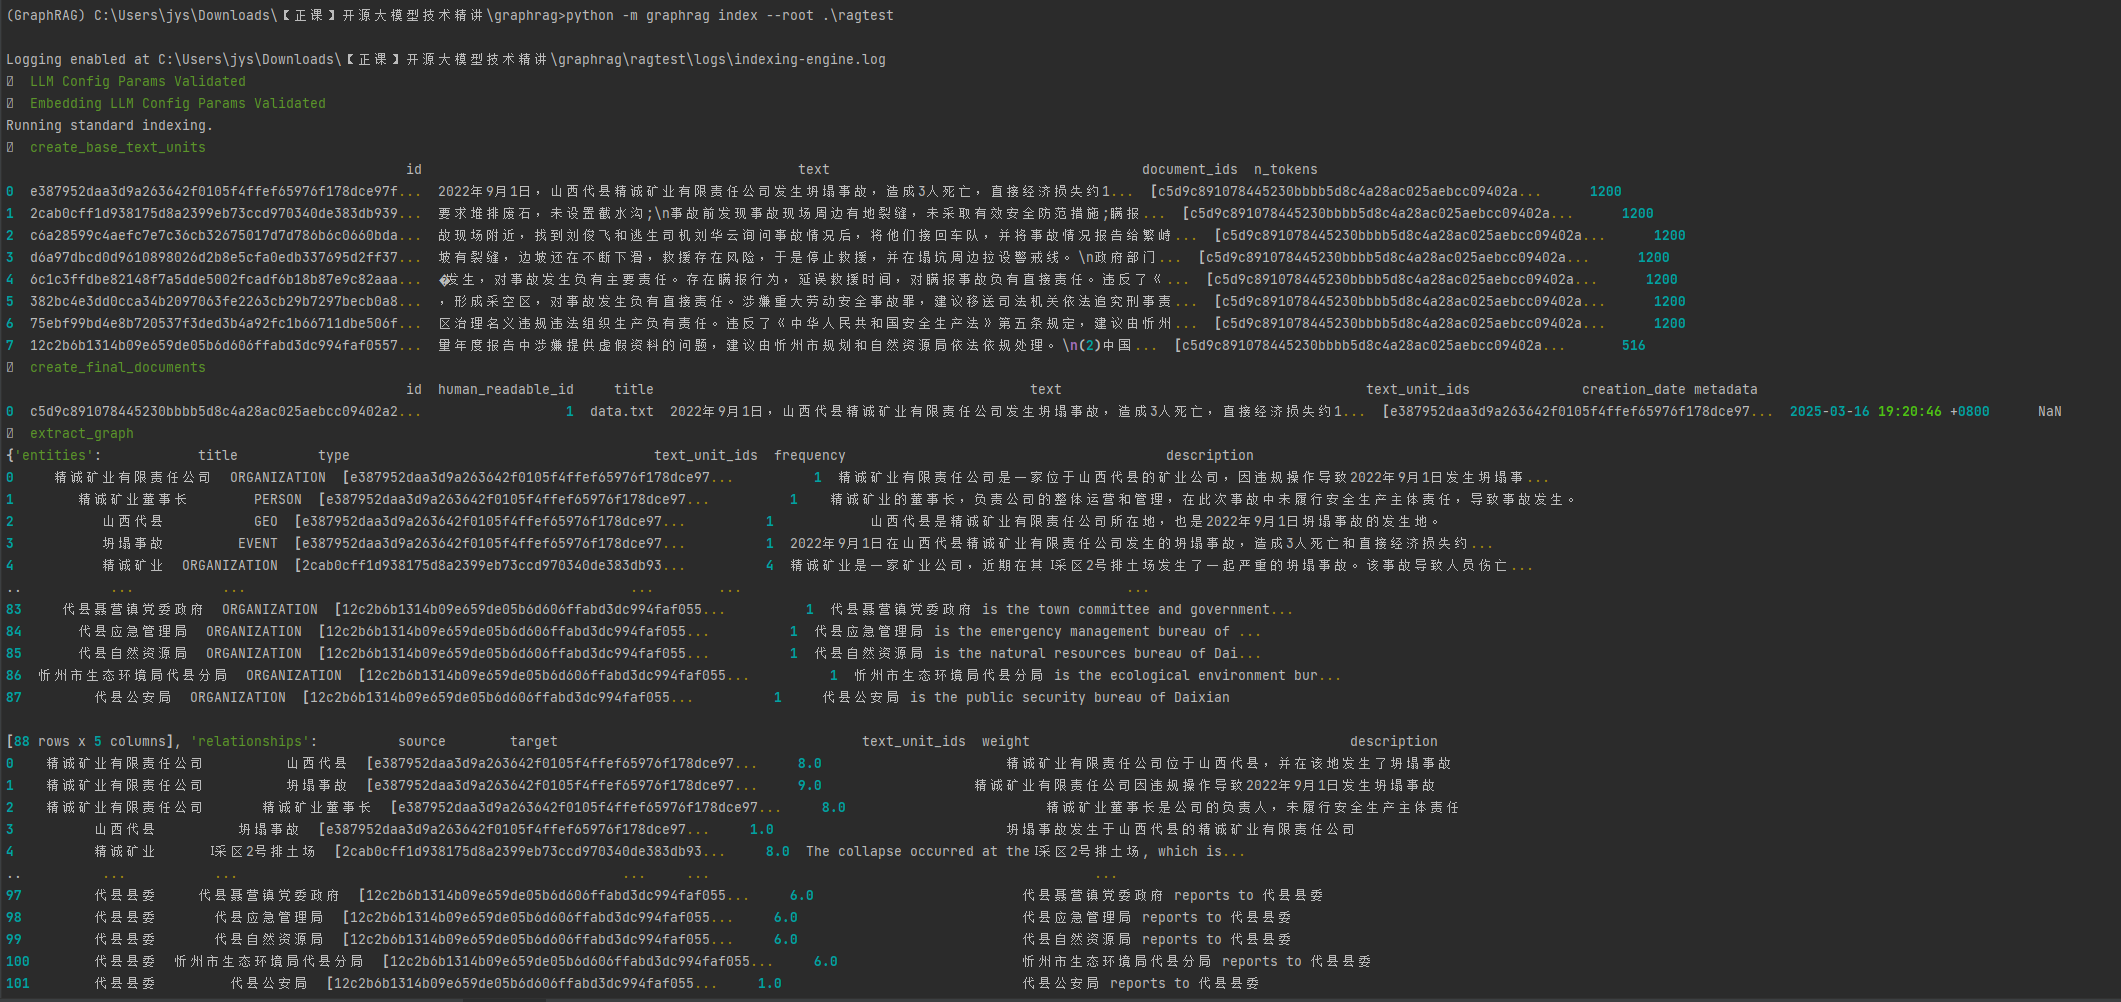 (GraphRAG) C:\Users\jys\Downloads\【正课】开源大模型技术精讲\graphrag>python -m graphrag index --root .\ragtest
Logging enabled at C:\Users\jys\Downloads\【正课】开源大模型技术精讲\graphrag\ragtest\logs\indexing-engine.log
LLM Config Params Validated
Embedding LLM Config Params Validated
Running standard indexing.
create_base_text_units
id text document_ids n_tokens
0 e387952daa3d9a263642f0105f4ffef65976f178dce97f... 2022年9月1日，山西代县精诚矿业有限责任公司发生坍塌事故，造成3人死亡，直接经济损失约1... [c5d9c891078445230bbbb5d8c4a28ac025aebcc09402a... 1200
1 2cab0cff1d938175d8a2399eb73ccd970340de383db939... 要求堆排废石，未设置截水沟;\n事故前发现事故现场周边有地裂缝，未采取有效安全防范措施;瞒报... [c5d9c891078445230bbbb5d8c4a28ac025aebcc09402a... 1200
2 c6a28599c4aefc7e7c36cb32675017d7d786b6c0660bda... 故现场附近，找到刘俊飞和逃生司机刘华云询问事故情况后，将他们接回车队，并将事故情况报告给繁峙... [c5d9c891078445230bbbb5d8c4a28ac025aebcc09402a... 1200
3 d6a97dbcd0d9610898026d2b8e5cfa0edb337695d2ff37... 坡有裂缝，边坡还在不断下滑，救援存在风险，于是停止救援，并在塌坑周边拉设警戒线。\n政府部门... [c5d9c891078445230bbbb5d8c4a28ac025aebcc09402a... 1200
4 6c1c3ffdbe82148f7a5dde5002fcadf6b18b87e9c82aaa... �发生，对事故发生负有主要责任。存在瞒报行为，延误救援时间，对瞒报事故负有直接责任。违反了《... [c5d9c891078445230bbbb5d8c4a28ac025aebcc09402a... 1200
5 382bc4e3dd0cca34b2097063fe2263cb29b7297becb0a8... ，形成采空区，对事故发生负有直接责任。涉嫌重大劳动安全事故罪，建议移送司法机关依法追究刑事责... [c5d9c891078445230bbbb5d8c4a28ac025aebcc09402a... 1200
6 75ebf99bd4e8b720537f3ded3b4a92fc1b66711dbe506f... 区治理名义违规违法组织生产负有责任。违反了《中华人民共和国安全生产法》第五条规定，建议由忻州... [c5d9c891078445230bbbb5d8c4a28ac025aebcc09402a... 1200
7 12c2b6b1314b09e659de05b6d606ffabd3dc994faf0557... 量年度报告中涉嫌提供虚假资料的问题，建议由忻州市规划和自然资源局依法依规处理。\n(2)中国... [c5d9c891078445230bbbb5d8c4a28ac025aebcc09402a... 516
create_final_documents
id human_readable_id title text text_unit_ids creation_date metadata
0 c5d9c891078445230bbbb5d8c4a28ac025aebcc09402a2... 1 data.txt 2022年9月1日，山西代县精诚矿业有限责任公司发生坍塌事故，造成3人死亡，直接经济损失约1... [e387952daa3d9a263642f0105f4ffef65976f178dce97... 2025-03-16 19:20:46 +0800 NaN
extract_graph
{'entities': title type text_unit_ids frequency description
0 精诚矿业有限责任公司 ORGANIZATION [e387952daa3d9a263642f0105f4ffef65976f178dce97... 1 精诚矿业有限责任公司是一家位于山西代县的矿业公司，因违规操作导致2022年9月1日发生坍塌事...
1 精诚矿业董事长 PERSON [e387952daa3d9a263642f0105f4ffef65976f178dce97... 1 精诚矿业的董事长，负责公司的整体运营和管理，在此次事故中未履行安全生产主体责任，导致事故发生。
2 山西代县 GEO [e387952daa3d9a263642f0105f4ffef65976f178dce97... 1 山西代县是精诚矿业有限责任公司所在地，也是2022年9月1日坍塌事故的发生地。
3 坍塌事故 EVENT [e387952daa3d9a263642f0105f4ffef65976f178dce97... 1 2022年9月1日在山西代县精诚矿业有限责任公司发生的坍塌事故，造成3人死亡和直接经济损失约...
4 精诚矿业 ORGANIZATION [2cab0cff1d938175d8a2399eb73ccd970340de383db93... 4 精诚矿业是一家矿业公司，近期在其 I采区2号排土场发生了一起严重的坍塌事故。该事故导致人员伤亡...
.. ... ... ... ... ...
83 代县聂营镇党委政府 ORGANIZATION [12c2b6b1314b09e659de05b6d606ffabd3dc994faf055... 1 代县聂营镇党委政府 is the town committee and government...
84 代县应急管理局 ORGANIZATION [12c2b6b1314b09e659de05b6d606ffabd3dc994faf055... 1 代县应急管理局 is the emergency management bureau of ...
85 代县自然资源局 ORGANIZATION [12c2b6b1314b09e659de05b6d606ffabd3dc994faf055... 1 代县自然资源局 is the natural resources bureau of Dai...
86 忻州市生态环境局代县分局 ORGANIZATION [12c2b6b1314b09e659de05b6d606ffabd3dc994faf055... 1 忻州市生态环境局代县分局 is the ecological environment bur...
87 代县公安局 ORGANIZATION [12c2b6b1314b09e659de05b6d606ffabd3dc994faf055... 1 代县公安局 is the public security bureau of Daixian
[88 rows x 5 columns], 'relationships': source target text_unit_ids weight description
0 精诚矿业有限责任公司 山西代县 [e387952daa3d9a263642f0105f4ffef65976f178dce97... 8.0 精诚矿业有限责任公司位于山西代县，并在该地发生了坍塌事故
1 精诚矿业有限责任公司 坍塌事故 [e387952daa3d9a263642f0105f4ffef65976f178dce97... 9.0 精诚矿业有限责任公司因违规操作导致2022年9月1日发生坍塌事故
2 精诚矿业有限责任公司 精诚矿业董事长 [e387952daa3d9a263642f0105f4ffef65976f178dce97... 8.0 精诚矿业董事长是公司的负责人，未履行安全生产主体责任
3 山西代县 坍塌事故 [e387952daa3d9a263642f0105f4ffef65976f178dce97... 1.0 坍塌事故发生于山西代县的精诚矿业有限责任公司
4 精诚矿业 I采区2号排土场 [2cab0cff1d938175d8a2399eb73ccd970340de383db93... 8.0 The collapse occurred at the I采区2号排土场, which is...
.. ... ... ... ... ...
97 代县县委 代县聂营镇党委政府 [12c2b6b1314b09e659de05b6d606ffabd3dc994faf055... 6.0 代县聂营镇党委政府 reports to 代县县委
98 代县县委 代县应急管理局 [12c2b6b1314b09e659de05b6d606ffabd3dc994faf055... 6.0 代县应急管理局 reports to 代县县委
99 代县县委 代县自然资源局 [12c2b6b1314b09e659de05b6d606ffabd3dc994faf055... 6.0 代县自然资源局 reports to 代县县委
100 代县县委 忻州市生态环境局代县分局 [12c2b6b1314b09e659de05b6d606ffabd3dc994faf055... 6.0 忻州市生态环境局代县分局 reports to 代县县委
101 代县县委 代县公安局 [12c2b6b1314b09e659de05b6d606ffabd3dc994faf055... 1.0 代县公安局 reports to 代县县委